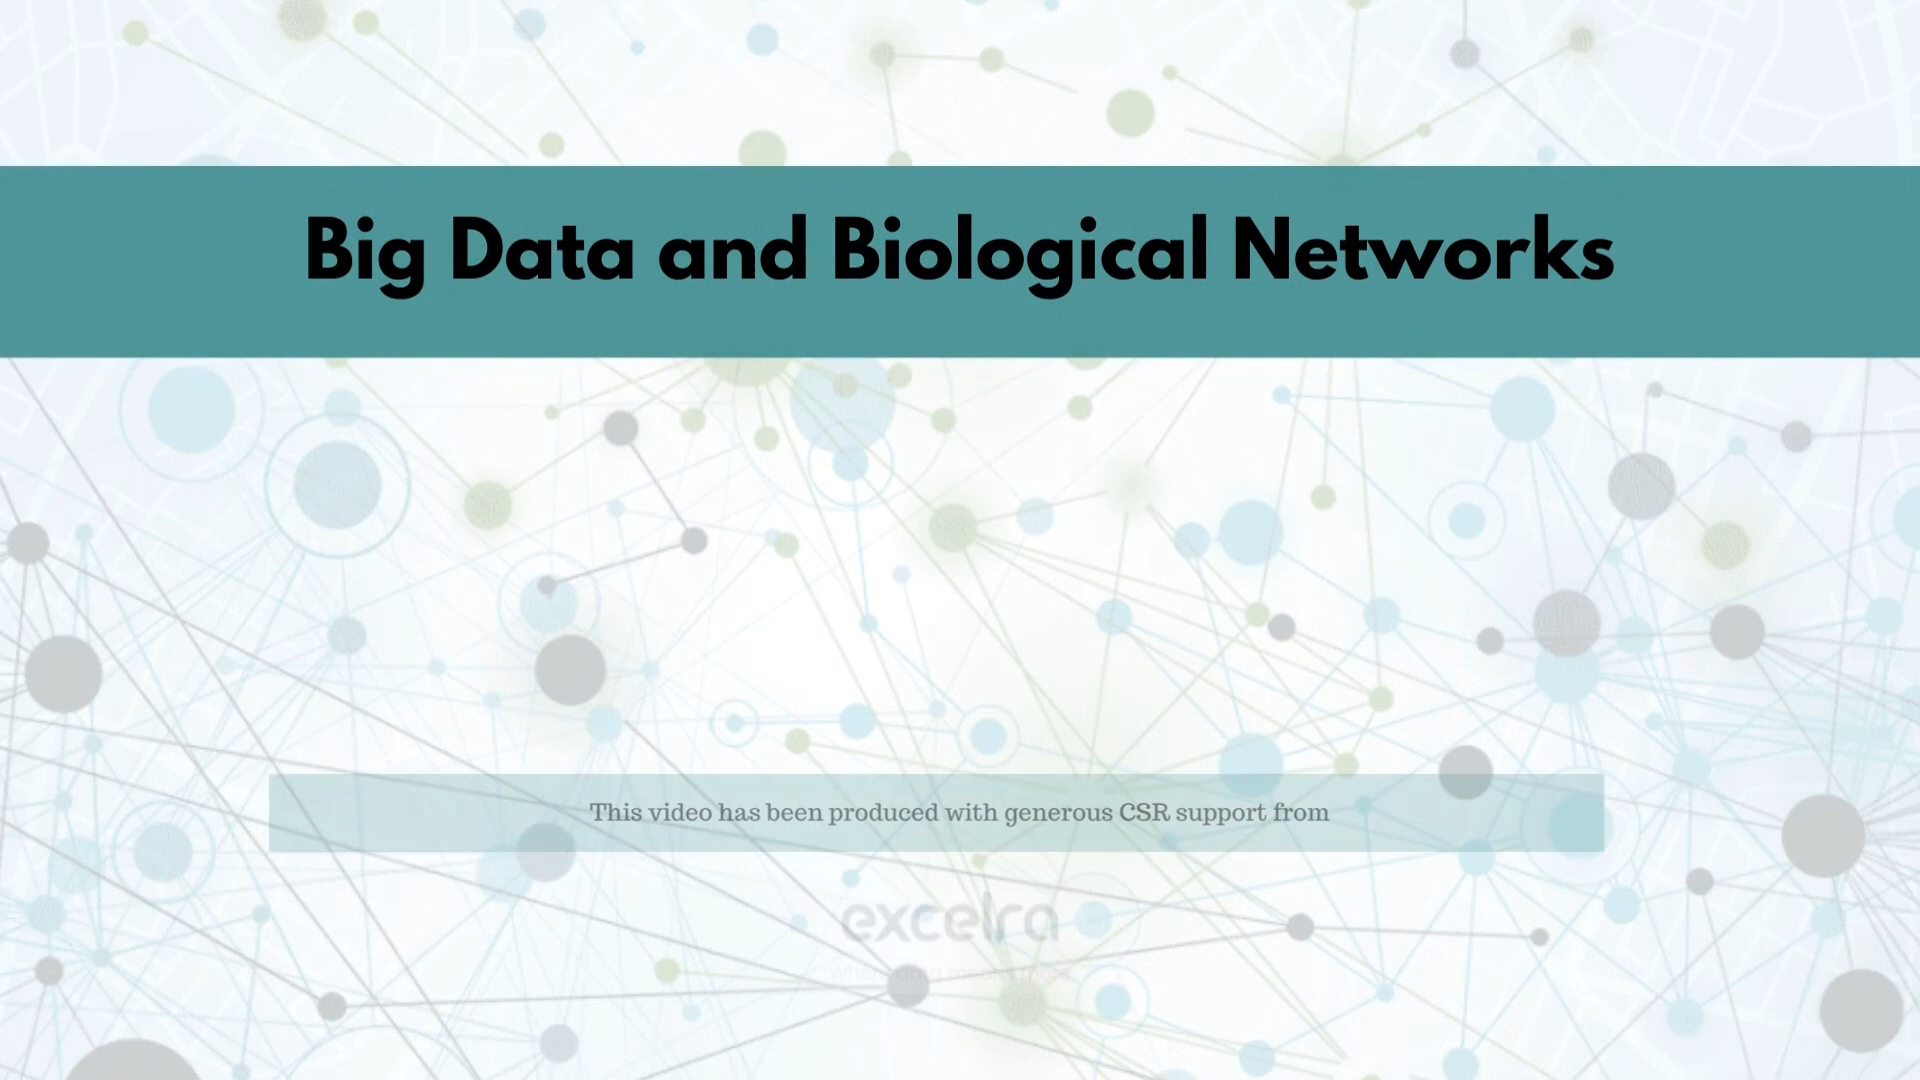 Big Data and Biological Networks
This video has been produced with generous CSR support from
excelra